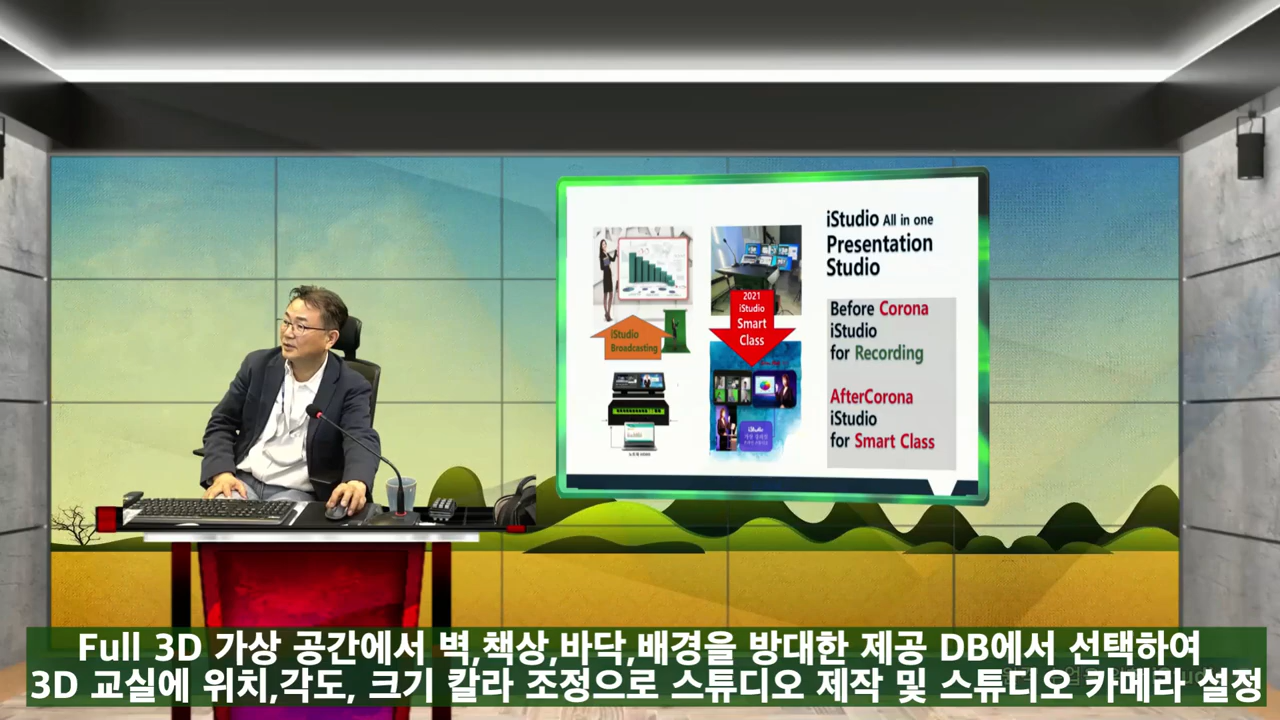 iStudio All in one
Presentation
Studio
2021
iStudio
Smart
Class
iStudio
Broadcasting
Before Corona
iStudio
for Recording
AfterCorona
iStudio
for Smart Class
iStudio
Full 3D 가상 공간에서 벽,책상,바닥,배경을 방대한 제공 DB에서 선택하여
3D 교실에 위치,각도, 크기 칼라 조정으로 스튜디오 제작 및 스튜디오 카메라 설정